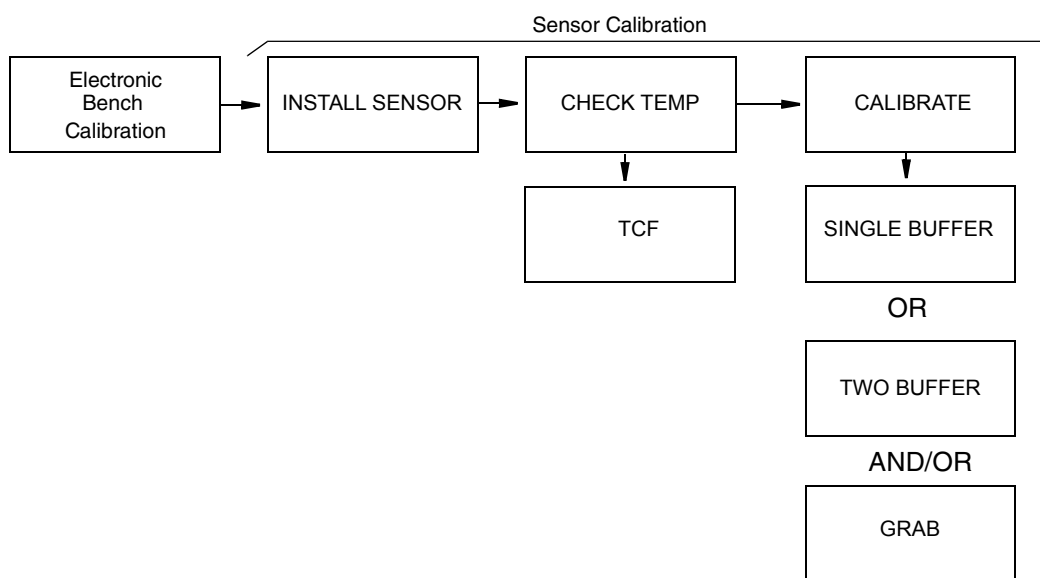 Sensor Calibration
Electronic
Bench
Calibration
INSTALL SENSOR
CHECK TEMP
CALIBRATE
TCF
SINGLE BUFFER
OR
TWO BUFFER
AND/OR
GRAB